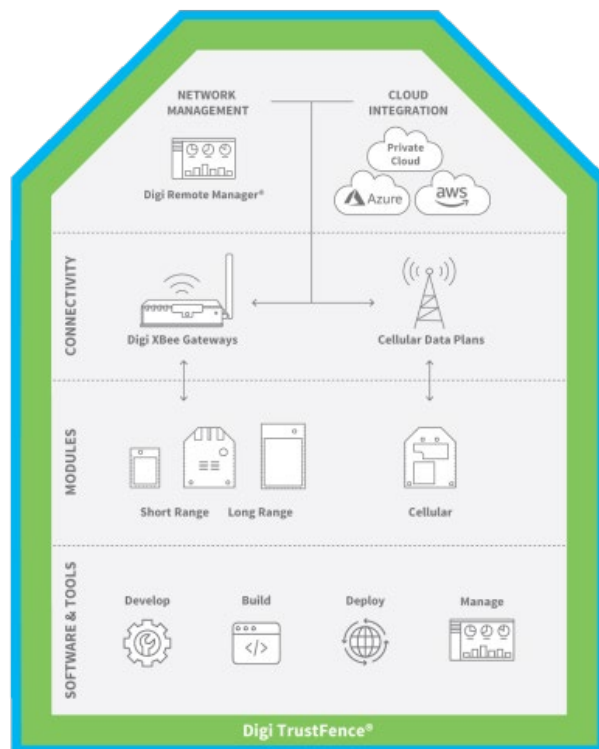 NETWORK
MANAGEMENT
CLOUD
INTEGRATION
Private
Cloud
Azure
aws
Digi Remote Manager®
CONNECTIVITY
Digi XBee Gateways
Cellular Data Plans
MODULES
Short Range
Long Range
Cellular
SOFTWARE & TOOLS
Develop
Build
Deploy
Manage
</>
Digi TrustFence®